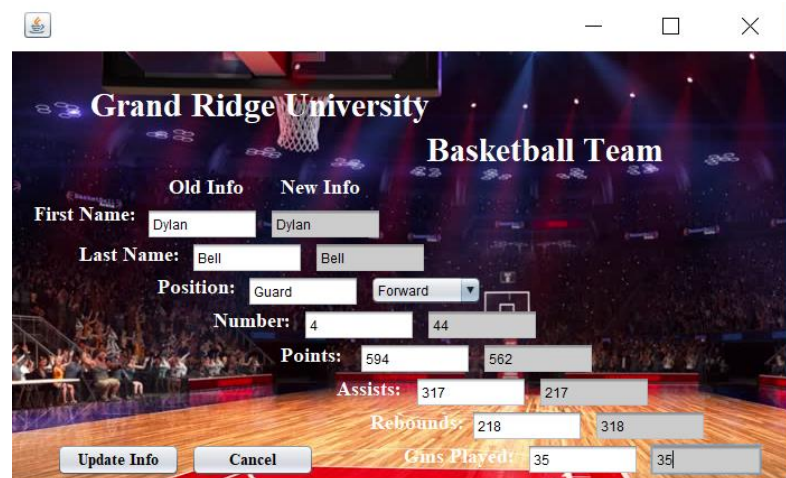 Grand Ridge University
Basketball Team
Old Info New Info
First Name: Dylan Dylan
Last Name: Bell Bell
Position: Guard Forward
Number: 4 44
Points: 594 562
Assists: 317 217
Rebounds: 218 318
Gms Played: 35 35
Update Info Cancel